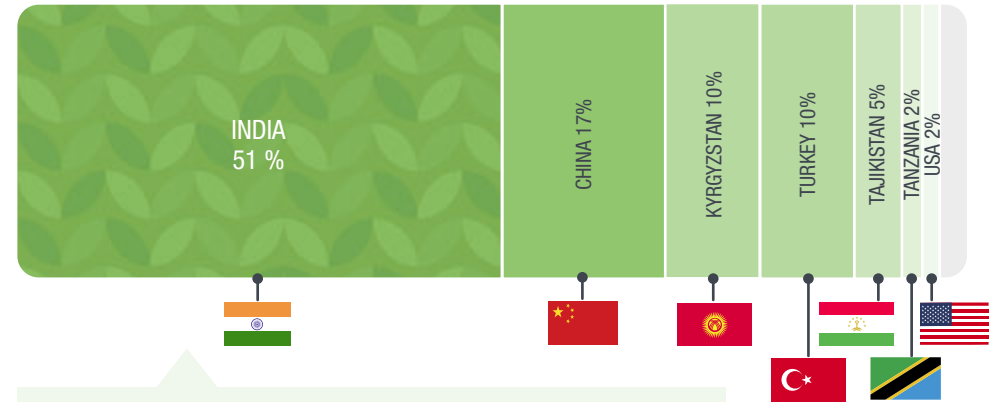 INDIA
51 %
CHINA 17%
KYRGYZSTAN 10%
TURKEY 10%
TAJIKISTAN 5%
TANZANIA 2%
USA 2%